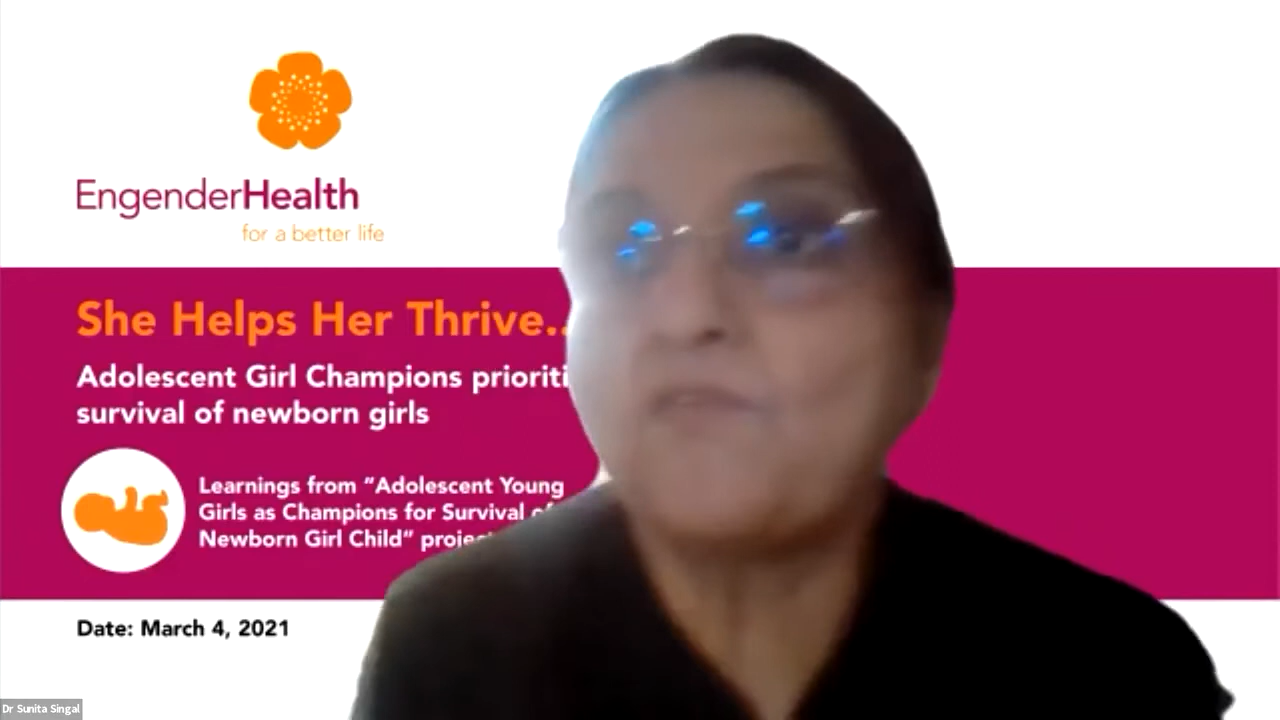 EngenderHealth
for a better life
She Helps Her Thrive..
Adolescent Girl Champions
survival of newborn girls
Learnings from “Adolescent Young
Girls as Champions for Survival
Newborn Girl Child”
Date: March 4, 2021
Dr Sunita Singal